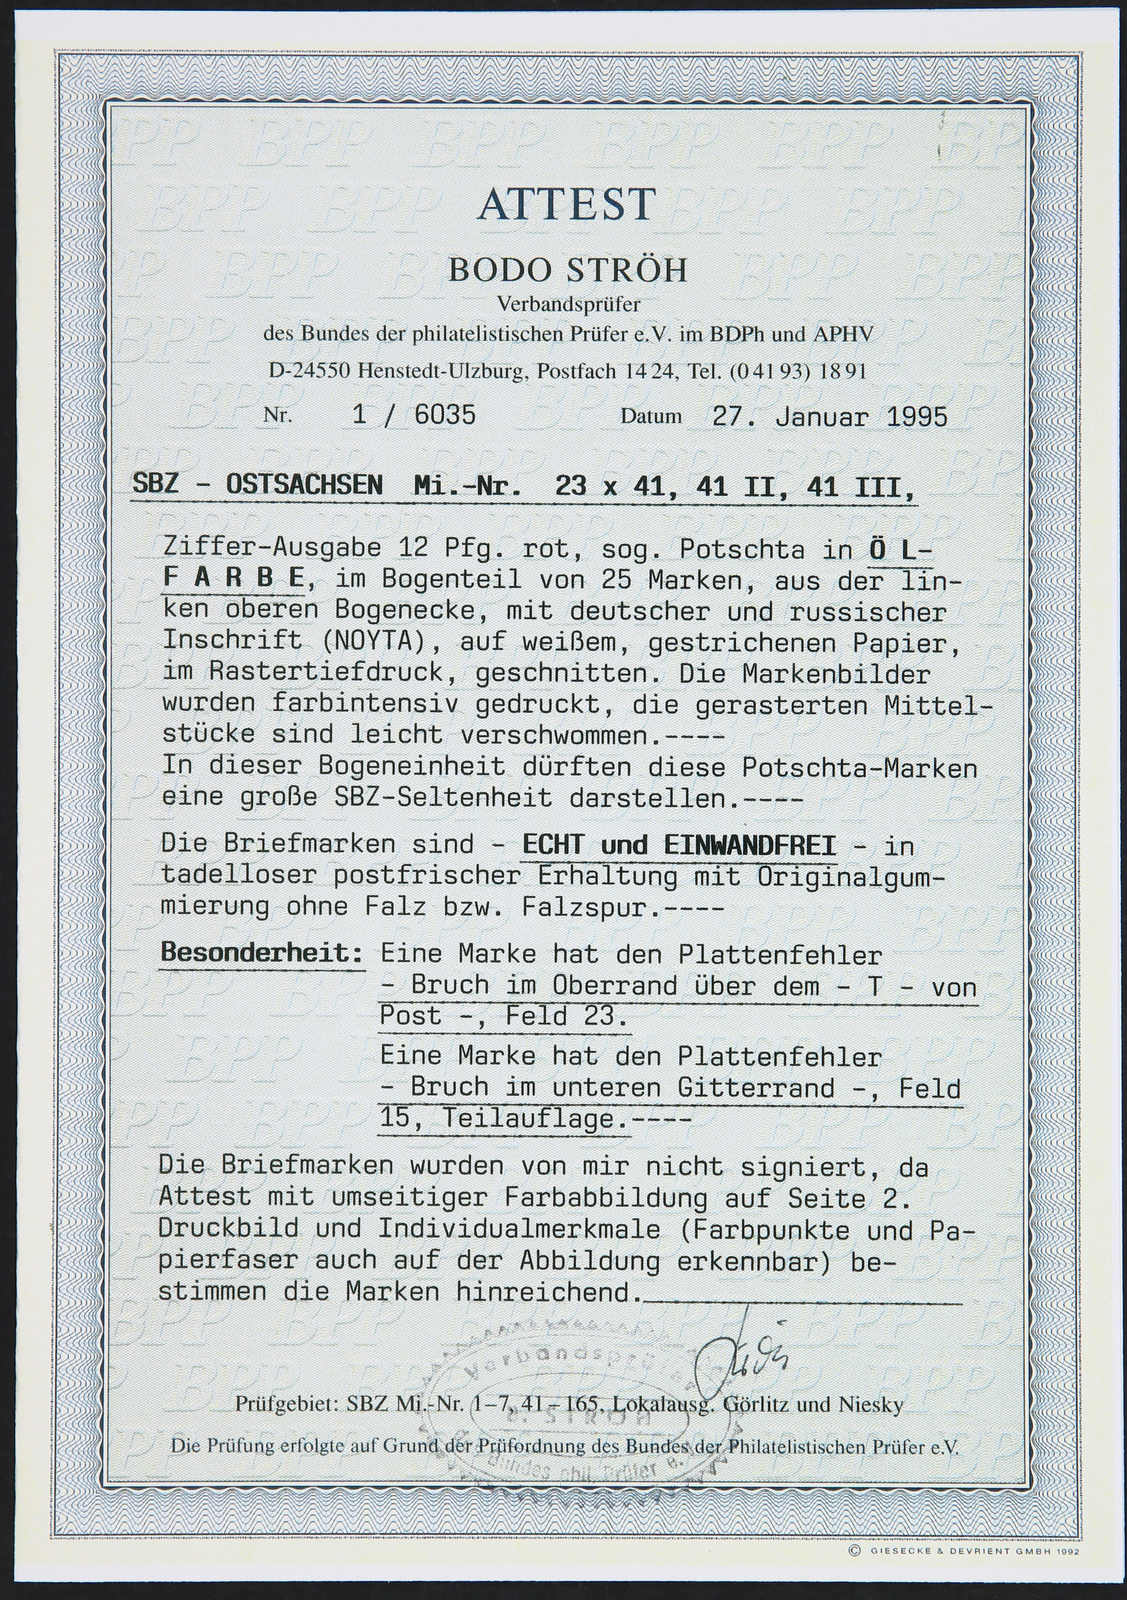 ATTEST
BODO STRÖH
Verbandsprüfer
des Bundes der philatelistischen Prüfer e.V. im BDPh und APHV
D-24550 Henstedt-Ulzburg, Postfach 14 24, Tel. (0 41 93) 18 91
Nr. 1 / 6035 Datum 27. Januar 1995
SBZ - OSTSACHSEN Mi.-Nr. 23 x 41, 41 II, 41 III,
Ziffer-Ausgabe 12 Pfg. rot, sog. Potschta in Ö L-
F A R B E, im Bogenteil von 25 Marken, aus der lin-
ken oberen Bogenecke, mit deutscher und russischer
Inschrift (NOYTA), auf weißem, gestrichenen Papier,
im Rastertiefdruck, geschnitten. Die Markenbilder
wurden farbintensiv gedruckt, die gerasterten Mittel-
stücke sind leicht verschwommen.----
In dieser Bogeneinheit dürften diese Potschta-Marken
eine große SBZ-Seltenheit darstellen.----
Die Briefmarken sind - ECHT und EINWANDFREI - in
tadelloser postfrischer Erhaltung mit Originalgum-
mierung ohne Falz bzw. Falzspur.----
Besonderheit: Eine Marke hat den Plattenfehler
- Bruch im Oberrand über dem - T - von
Post -, Feld 23.
Eine Marke hat den Plattenfehler
- Bruch im unteren Gitterrand -, Feld
15, Teilauflage.----
Die Briefmarken wurden von mir nicht signiert, da
Attest mit umseitiger Farbabbildung auf Seite 2.
Druckbild und Individualmerkmale (Farbpunkte und Pa-
pierfaser auch auf der Abbildung erkennbar) be-
stimmen die Marken hinreichend.
Verbandsprüfer
B. STRÖH
Bundes phil. Prüfer e.V.
Prüfgebiet: SBZ Mi.-Nr. 1–7, 41–165, Lokalausg. Görlitz und Niesky
Die Prüfung erfolgte auf Grund der Prüfordnung des Bundes der Philatelistischen Prüfer e.V.
© GIESECKE & DEVRIENT GMBH 1992